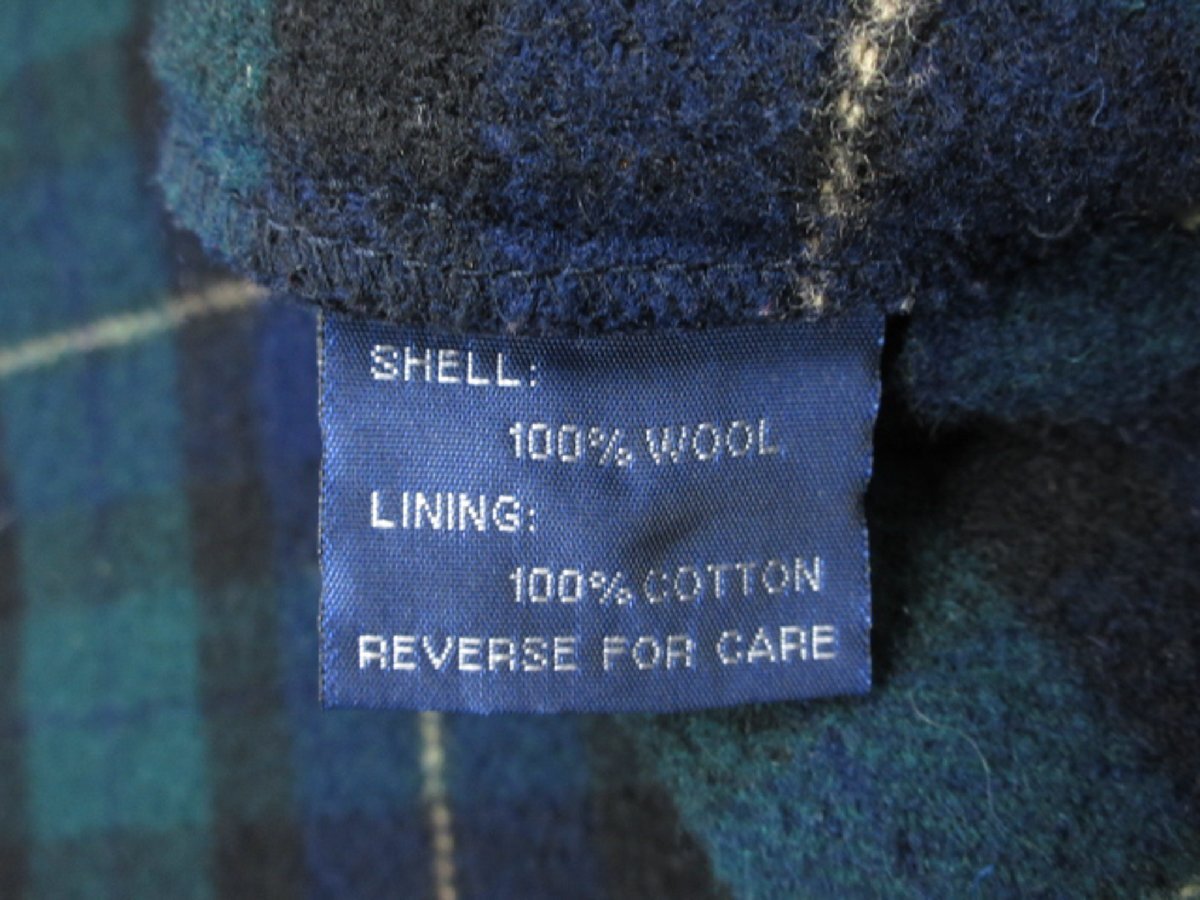 SHELL:
100% WOOL
LINING:
100% COTTON
REVERSE FOR CARE